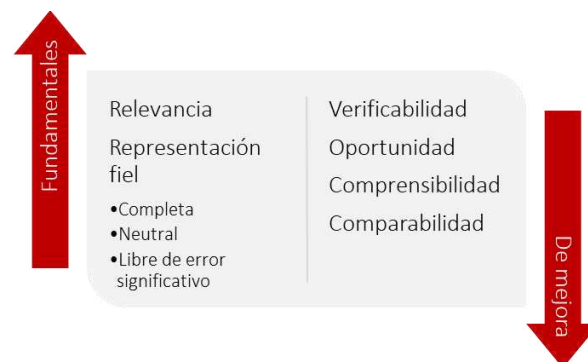 Fundamentales
Relevancia
Representación
fiel
•Completa
•Neutral
•Libre de error
significativo
Verificabilidad
Oportunidad
Comprensibilidad
Comparabilidad
De mejora